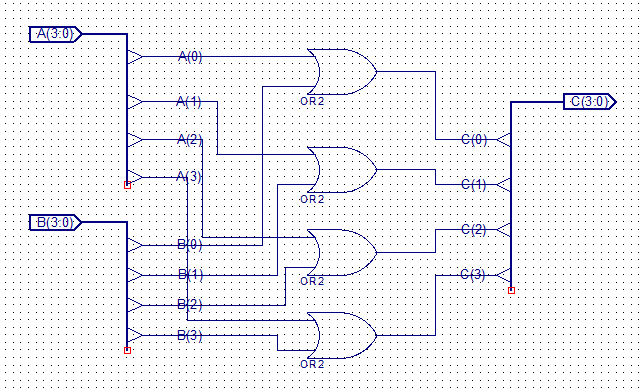 A(3:0)
A(0)
A(1)
A(2)
A(3)
B(3:0)
B(0)
B(1)
B(2)
B(3)
OR2
OR2
OR2
OR2
C(3:0)
C(0)
C(1)
C(2)
C(3)